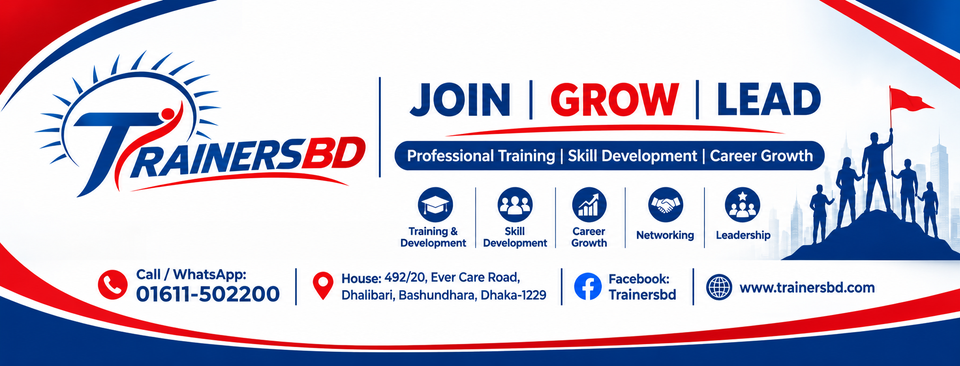 TRAINERSBD
JOIN | GROW | LEAD
Professional Training | Skill Development | Career Growth
Training &
Development
Skill
Development
Career
Growth
Networking
Leadership
Call / WhatsApp:
01611-502200
House: 492/20, Ever Care Road,
Dhalibari, Bashundhara, Dhaka-1229
Facebook:
Trainersbd
www.trainersbd.com